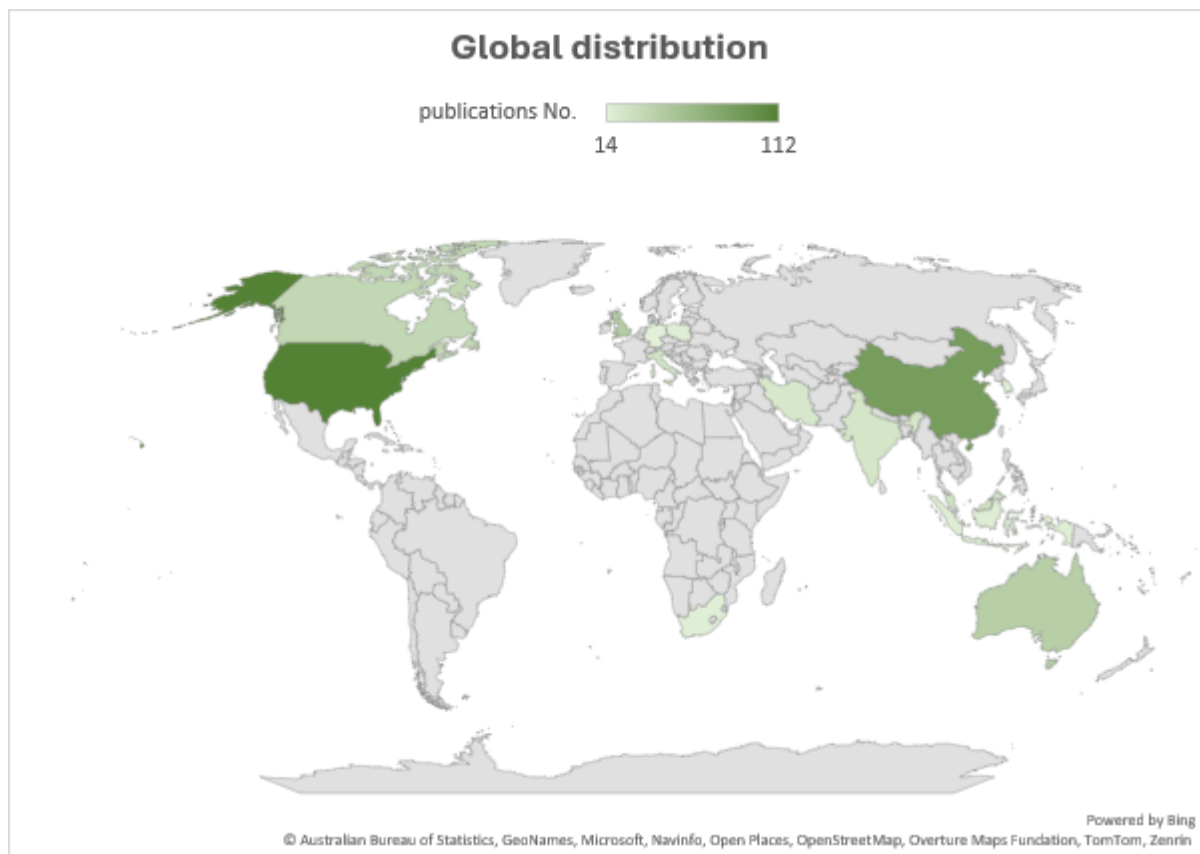 Global distribution
publications No.
14 112
Powered by Bing
© Australian Bureau of Statistics, GeoNames, Microsoft, Navinfo, Open Places, OpenStreetMap, Overture Maps Fundation, TomTom, Zenrin